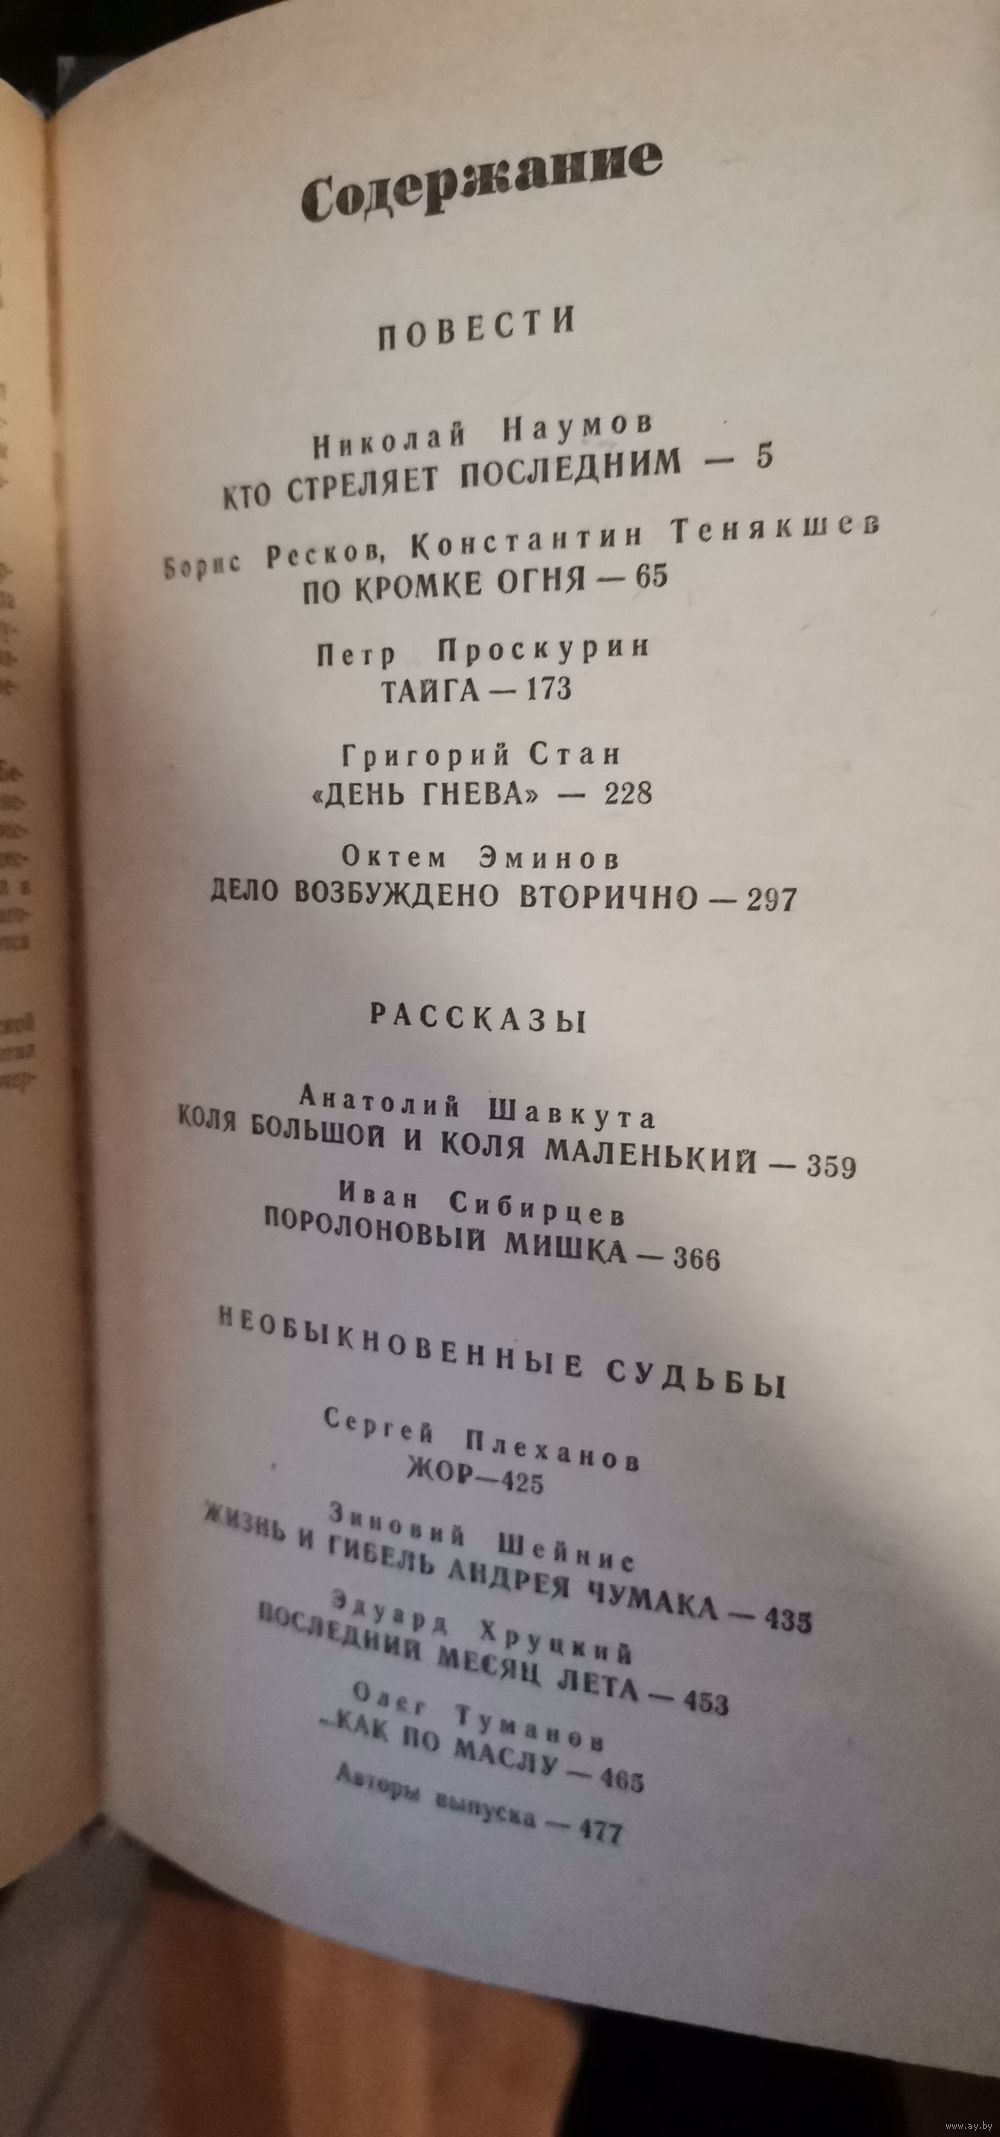 Содержание
ПОВЕСТИ
Николай Наумов
КТО СТРЕЛЯЕТ ПОСЛЕДНИМ — 5
Борис Ресков, Константин Тенякшев
ПО КРОМКЕ ОГНЯ — 65
Петр Проскурин
ТАЙГА — 173
Григорий Стан
«ДЕНЬ ГНЕВА» — 228
Октем Эминов
ДЕЛО ВОЗБУЖДЕНО ВТОРИЧНО — 297
РАССКАЗЫ
Анатолий Шавкута
КОЛЯ БОЛЬШОЙ И КОЛЯ МАЛЕНЬКИЙ — 359
Иван Сибирцев
ПОРОЛОНОВЫЙ МИШКА — 366
НЕОБЫКНОВЕННЫЕ СУДЬБЫ
Сергей Плеханов
ЖОР—425
Зиновий Шейнис
ЖИЗНЬ И ГИБЕЛЬ АНДРЕЯ ЧУМАКА — 435
Эдуард Хруцкий
ПОСЛЕДНИЙ МЕСЯЦ ЛЕТА — 453
Олег Туманов
...КАК ПО МАСЛУ — 465
Авторы выпуска — 477
www.ay.by